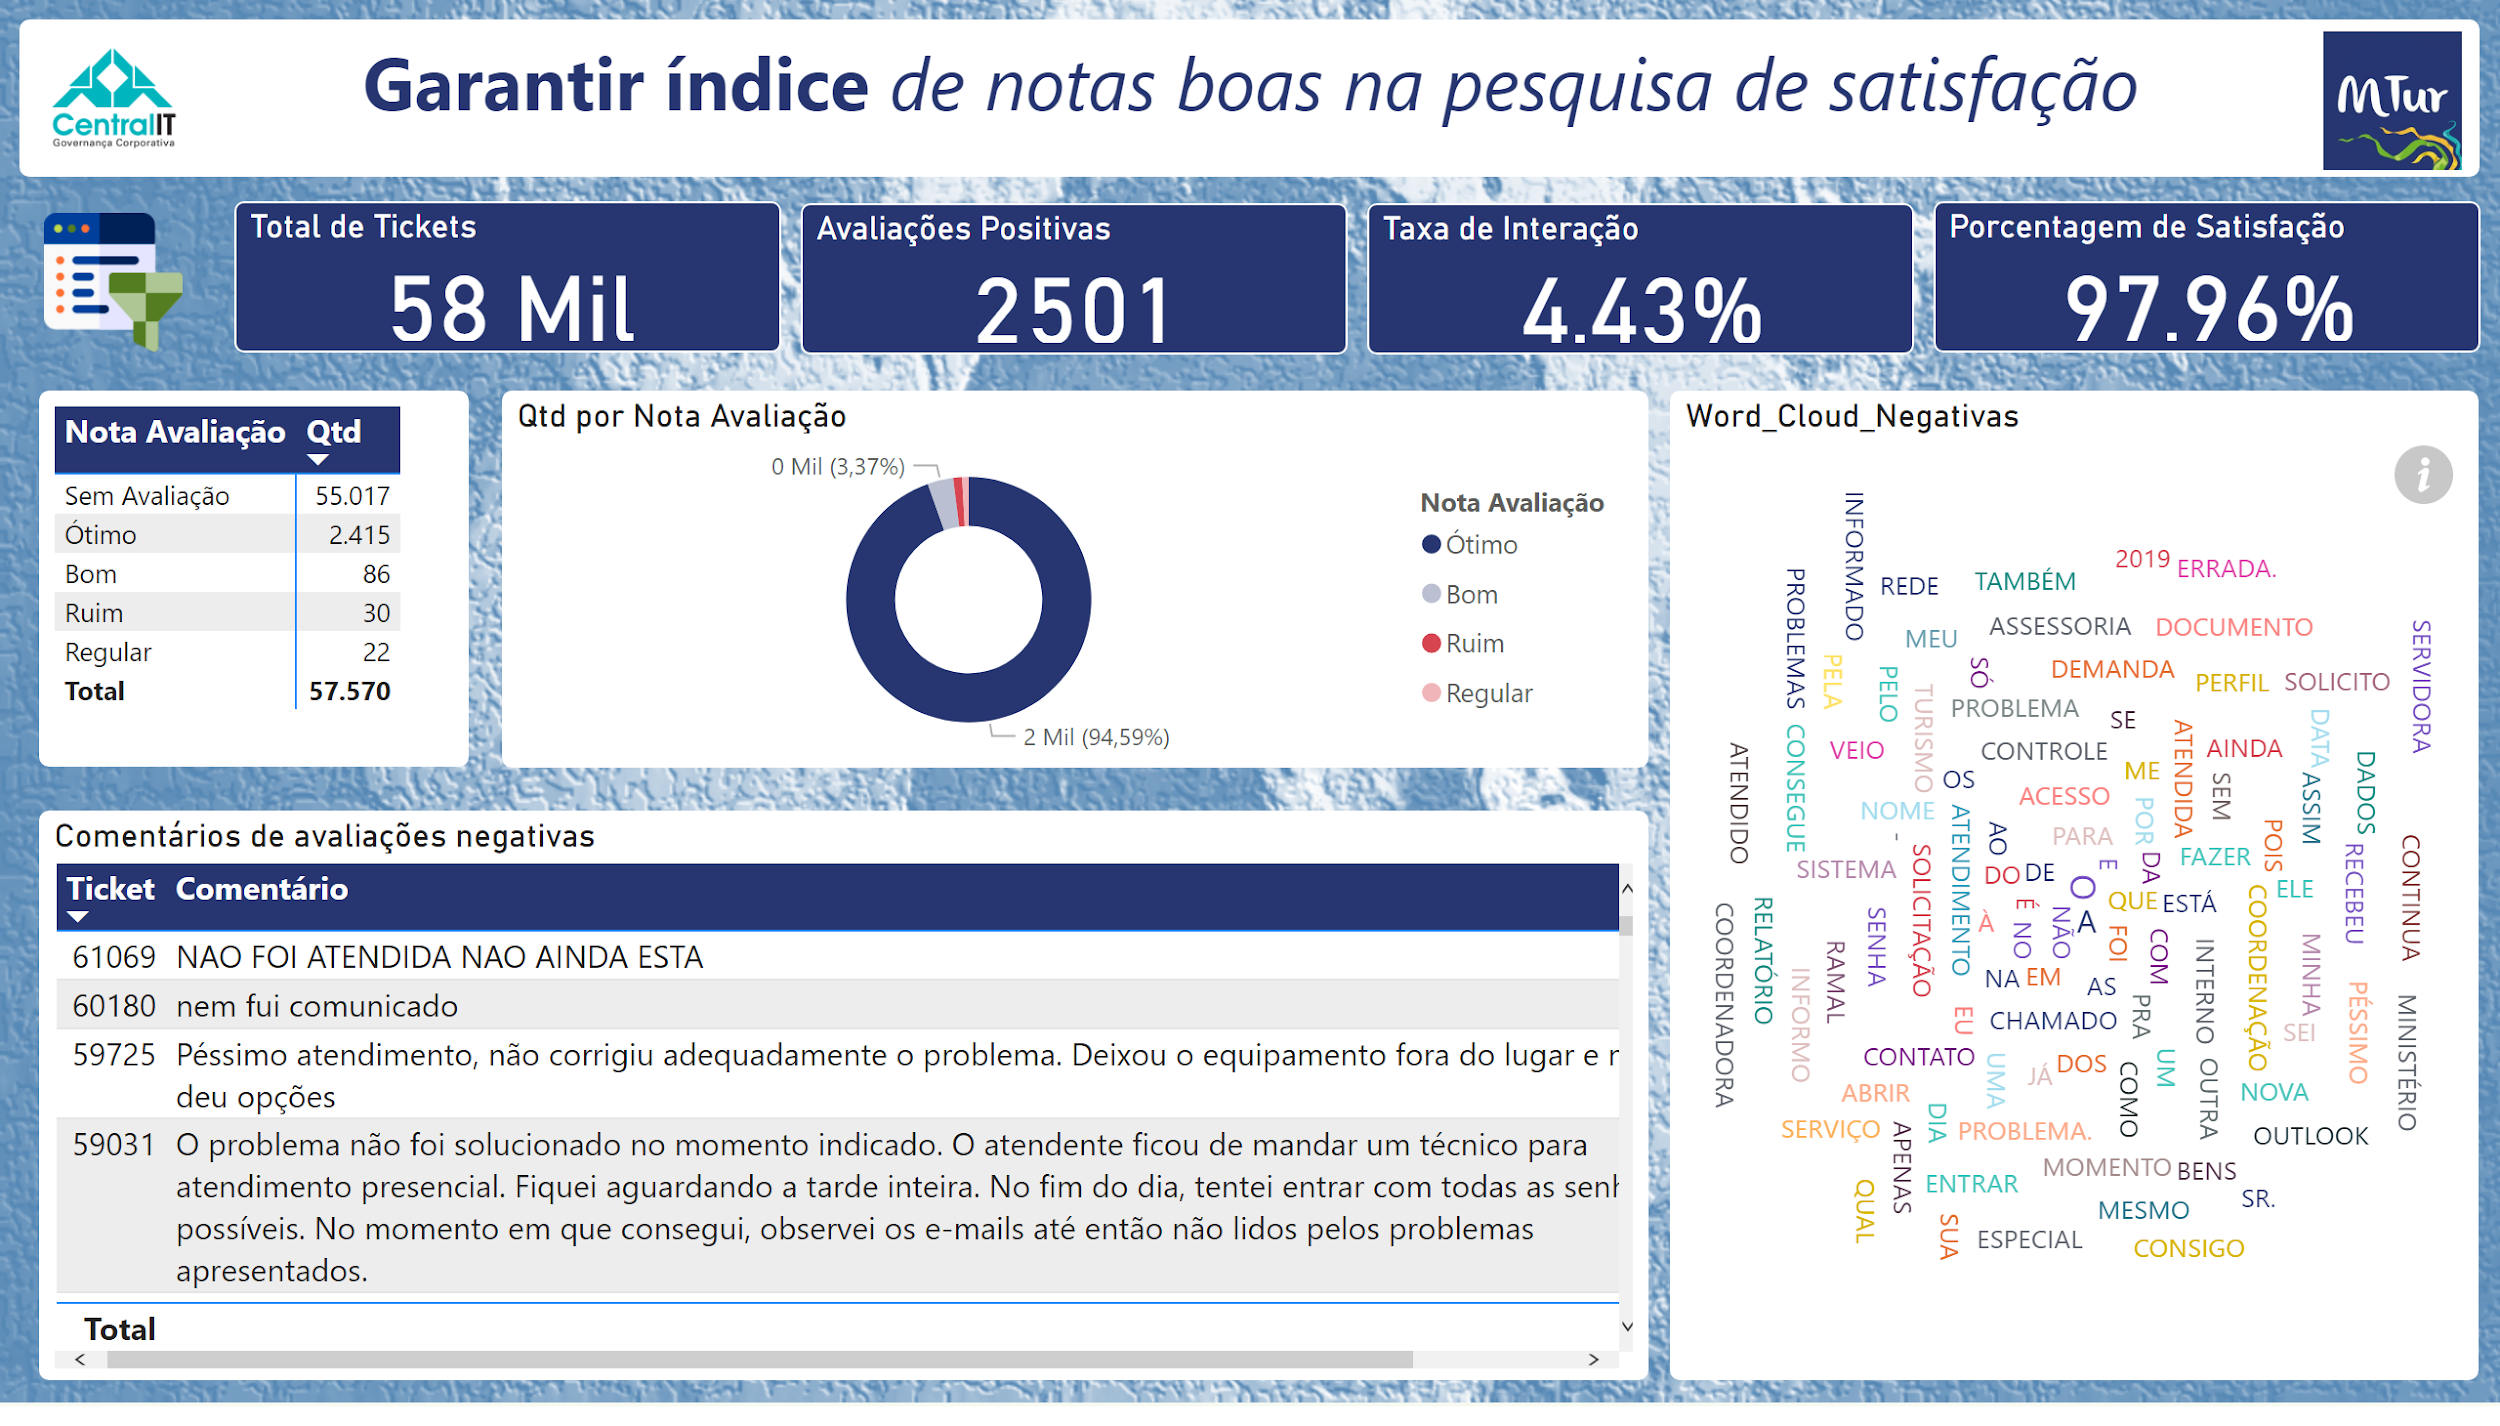 CentralIT
Governança Corporativa
Garantir índice de notas boas na pesquisa de satisfação
MTur
Total de Tickets
58 Mil
Avaliações Positivas
2501
Taxa de Interação
4.43%
Porcentagem de Satisfação
97.96%
Nota Avaliação Qtd
Sem Avaliação 55.017
Ótimo 2.415
Bom 86
Ruim 30
Regular 22
Total 57.570
Qtd por Nota Avaliação
0 Mil (3,37%)
2 Mil (94,59%)
Nota Avaliação
Ótimo
Bom
Ruim
Regular
Comentários de avaliações negativas
Ticket Comentário
61069 NAO FOI ATENDIDA NAO AINDA ESTA
60180 nem fui comunicado
59725 Péssimo atendimento, não corrigiu adequadamente o problema. Deixou o equipamento fora do lugar e
deu opções
59031 O problema não foi solucionado no momento indicado. O atendente ficou de mandar um técnico para
atendimento presencial. Fiquei aguardando a tarde inteira. No fim do dia, tentei entrar com todas as
possíveis. No momento em que consegui, observei os e-mails até então não lidos pelos problemas
apresentados.
Total
Word_Cloud_Negativas
i
INFORMADO
2019
ERRADA.
PROBLEMAS
REDE
TAMBÉM
MEU
ASSESSORIA
DOCUMENTO
SERVIDORA
PELA
PELO
SÓ
DEMANDA
PERFIL
SOLICITO
TURISMO
PROBLEMA
SE
DATA
ATENDIDO
CONSEGUE
VEIO
CONTROLE
ATENDIDA
AINDA
DADOS
OS
ME
SEM
ASSIM
NOME
ACESSO
POR
-
ATENDIMENTO
AO
PARA
POIS
SISTEMA
SOLICITAÇÃO
DO
DE
E
DA
FAZER
RECEBEU
CONTINUA
O
ELE
COORDENADORA
RELATÓRIO
SENHA
À
É
NO
NÃO
A
QUE
ESTÁ
COORDENAÇÃO
RAMAL
FOI
COM
INTERNO
MINHA
INFORMO
NA
EM
AS
PRA
PÉSSIMO
MINISTÉRIO
EU
CHAMADO
SEI
CONTATO
UMA
JÁ
DOS
COMO
UM
OUTRA
NOVA
ABRIR
SERVIÇO
APENAS
DIA
PROBLEMA.
OUTLOOK
MOMENTO
BENS
QUAL
ENTRAR
SR.
MESMO
SUA
ESPECIAL
CONSIGO